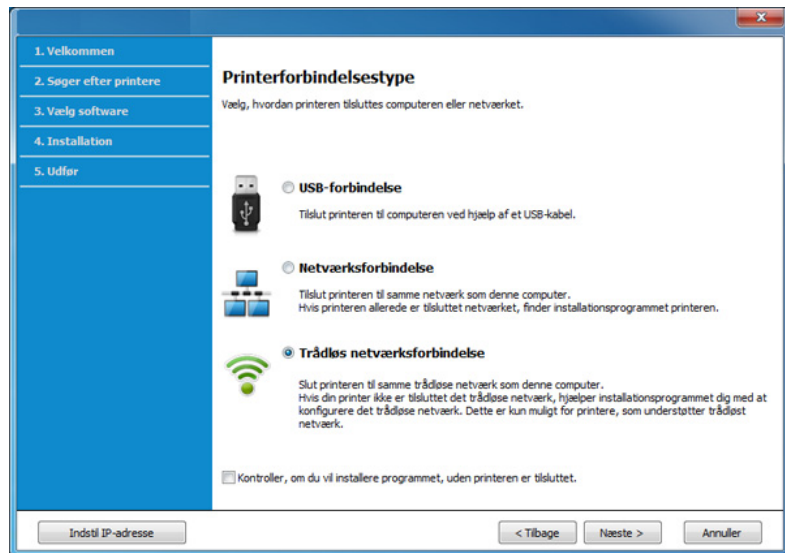 1. Velkommen
2. Søger efter printere
3. Vælg software
4. Installation
5. Udfør
Printerforbindelsestype
Vælg, hvordan printeren tilsluttes computeren eller netværket.
USB-forbindelse
Tilslut printeren til computeren ved hjælp af et USB-kabel.
Netværksforbindelse
Tilslut printeren til samme netværk som denne computer.
Hvis printeren allerede er tilsluttet netværket, finder installationsprogrammet printeren.
Trådløs netværksforbindelse
Slut printeren til samme trådløse netværk som denne computer.
Hvis din printer ikke er tilsluttet det trådløse netværk, hjælper installationsprogrammet dig med at
konfigurere det trådløse netværk. Dette er kun muligt for printere, som understøtter trådløst
netværk.
Kontroller, om du vil installere programmet, uden printeren er tilsluttet.
Indstil IP-adresse
< Tilbage
Næste >
Annuller